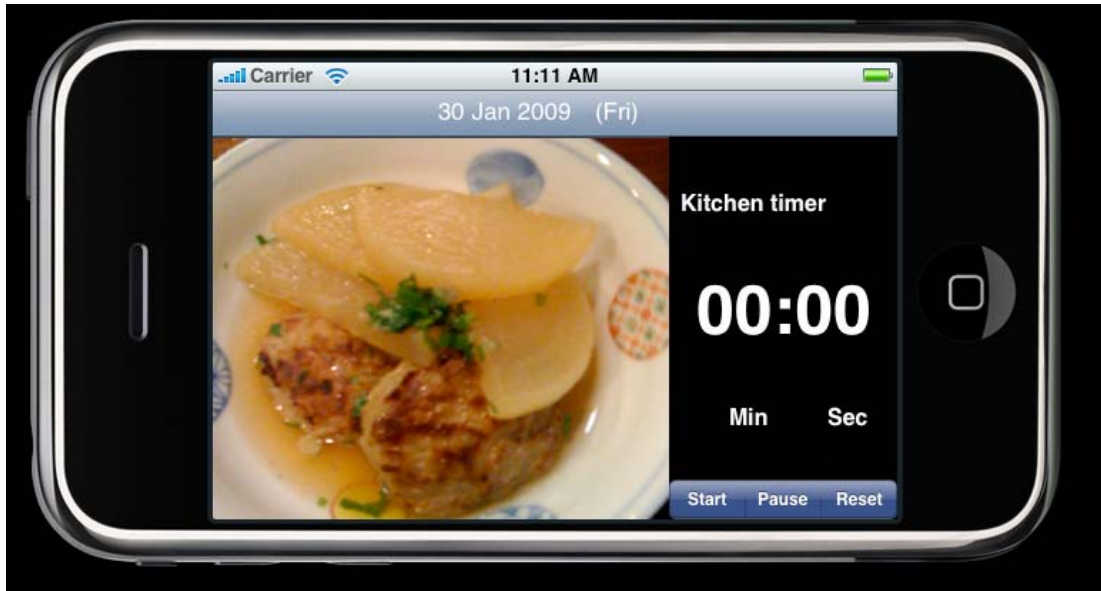 Carrier 11:11 AM
30 Jan 2009 (Fri)
Kitchen timer
00:00
Min Sec
Start Pause Reset